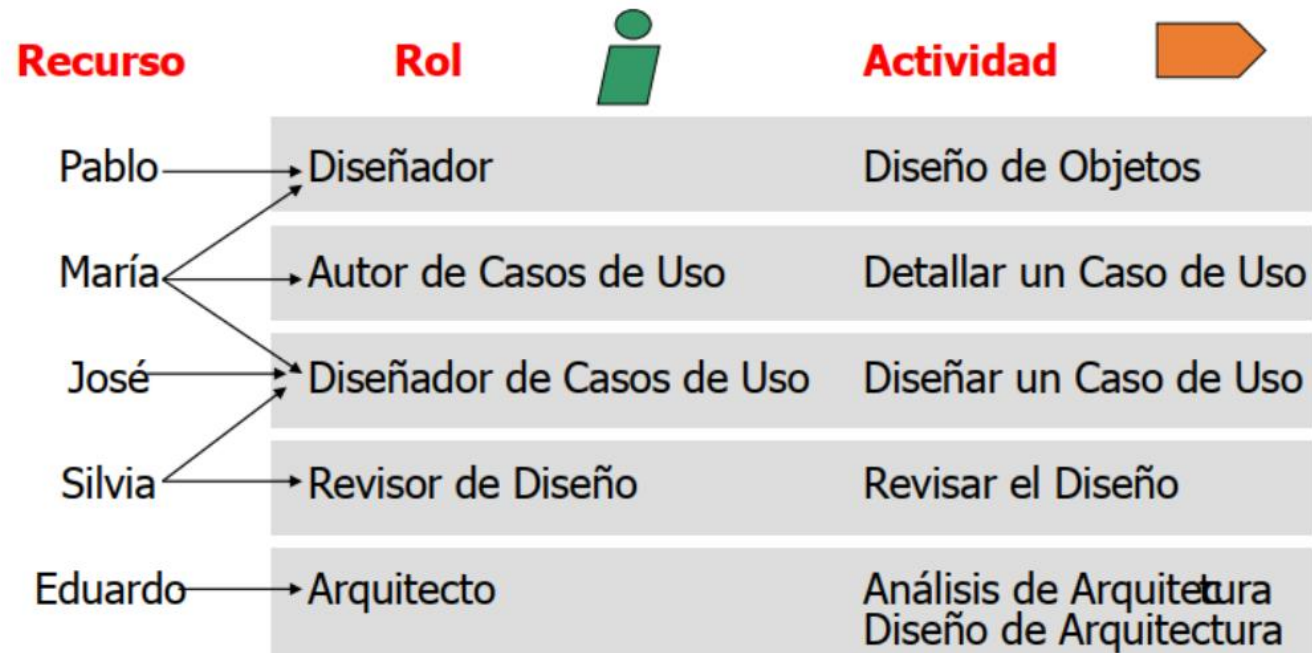 Recurso Rol Actividad
Pablo Diseñador Diseño de Objetos
María Autor de Casos de Uso Detallar un Caso de Uso
José Diseñador de Casos de Uso Diseñar un Caso de Uso
Silvia Revisor de Diseño Revisar el Diseño
Eduardo Arquitecto Análisis de Arquitectura
Diseño de Arquitectura